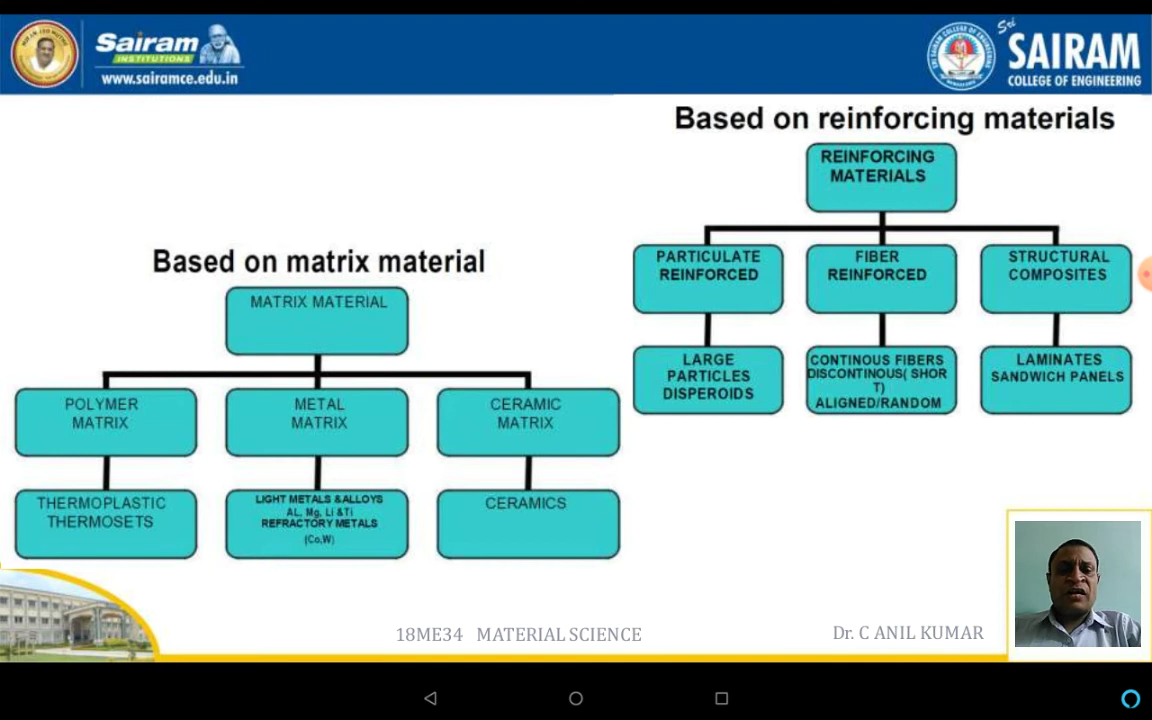 Sairam
INSTITUTIONS
www.sairamce.edu.in
Sri
SAIRAM
COLLEGE OF ENGINEERING
Based on reinforcing materials
REINFORCING
MATERIALS
PARTICULATE
REINFORCED
FIBER
REINFORCED
STRUCTURAL
COMPOSITES
LARGE
PARTICLES
DISPEROIDS
CONTINOUS FIBERS
DISCONTINOUS( SHOR
T)
ALIGNED/RANDOM
LAMINATES
SANDWICH PANELS
Based on matrix material
MATRIX MATERIAL
POLYMER
MATRIX
METAL
MATRIX
CERAMIC
MATRIX
THERMOPLASTIC
THERMOSETS
LIGHT METALS &ALLOYS
AL, Mg, Li &Ti
REFRACTORY METALS
(Co,W)
CERAMICS
18ME34 MATERIAL SCIENCE
Dr. C ANIL KUMAR